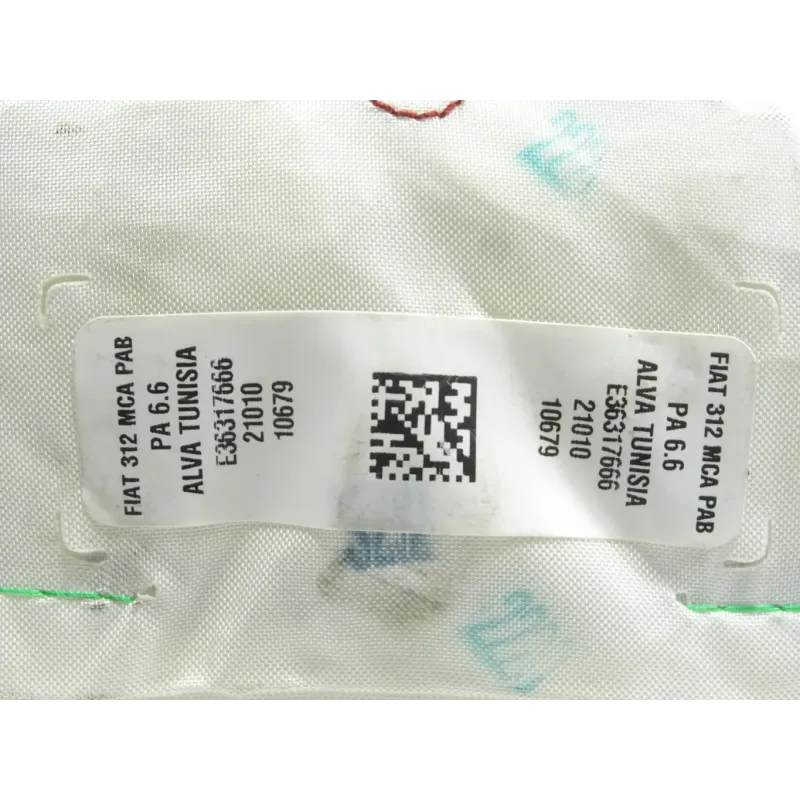 FIAT 312 MCA PAB
PA 6.6
ALVA TUNISIA
E36317666
21010
10679
FIAT 312 MCA PAB
PA 6.6
ALVA TUNISIA
E36317666
21010
10679